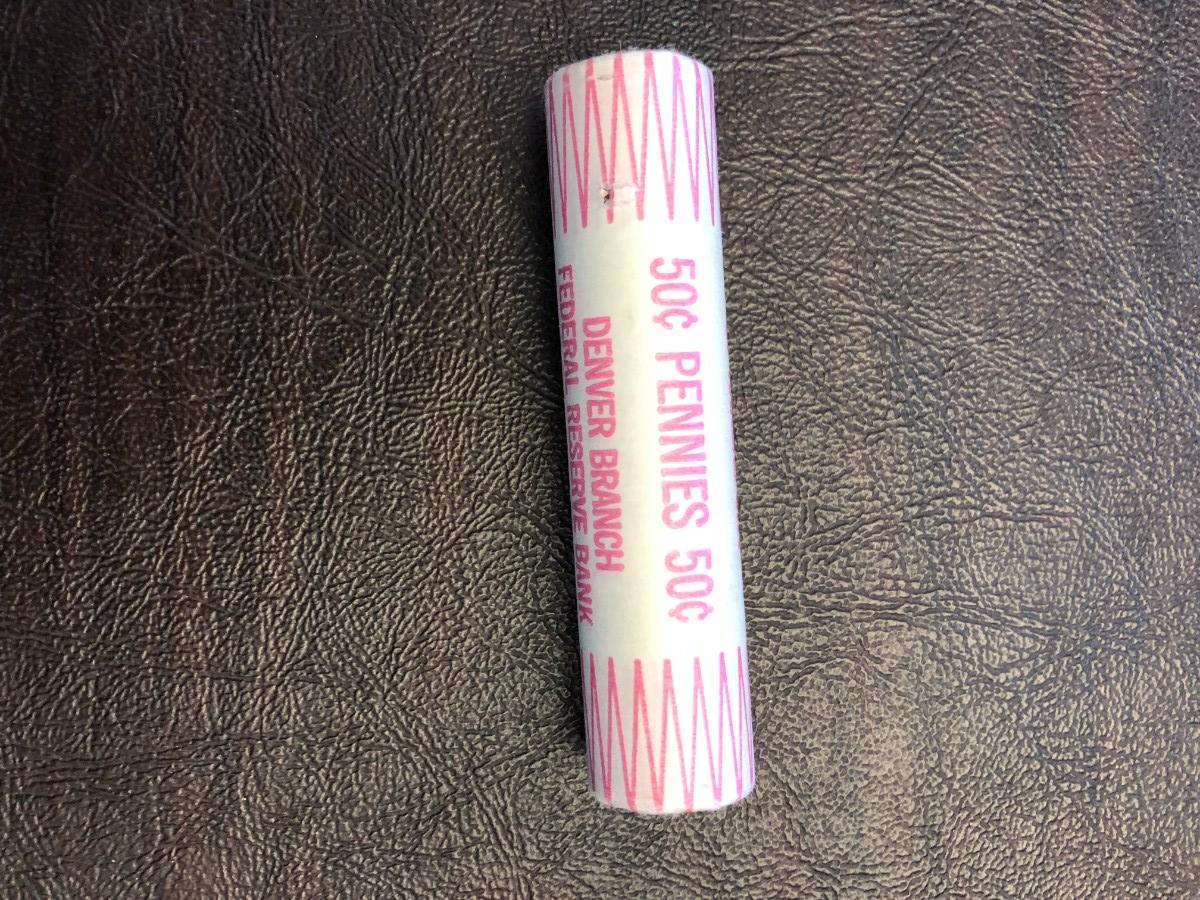 50¢ PENNIES 50¢
DENVER BRANCH
FEDERAL RESERVE BANK